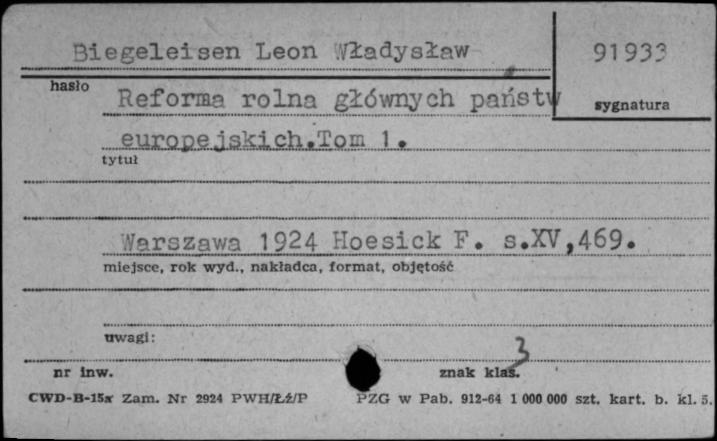 Biegeleisen Leon Władysław 91933
hasło
Reforma rolna głównych państw sygnatura
europejskich.Tom 1.
tytuł
Warszawa 1924 Hoesick F. s.XV,469.
miejsce, rok wyd., nakładca, format, objętość
uwagi:
3
nr inw. znak klas.
CWD-B-15a Zam. Nr 2924 PWH/Łź/P PZG w Pab. 912-64 1 000 000 szt. kart. b. kl. 5.